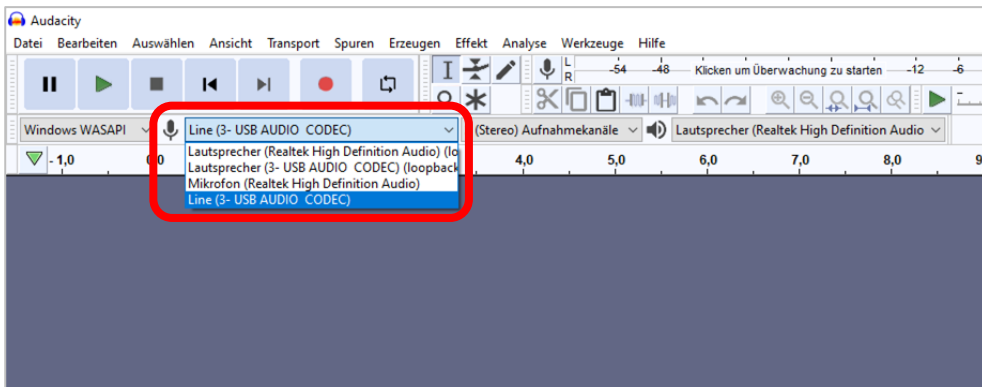 Audacity
Datei Bearbeiten Auswählen Ansicht Transport Spuren Erzeugen Effekt Analyse Werkzeuge Hilfe
L
R
-54 -48 Klicken um Überwachung zu starten -12 -6
Windows WASAPI Line (3- USB AUDIO CODEC) (Stereo) Aufnahmekanäle Lautsprecher (Realtek High Definition Audio
- 1,0 0,0 4,0 5,0 6,0 7,0 8,0 9
Lautsprecher (Realtek High Definition Audio) (lo
Lautsprecher (3- USB AUDIO CODEC) (loopback
Mikrofon (Realtek High Definition Audio)
Line (3- USB AUDIO CODEC)